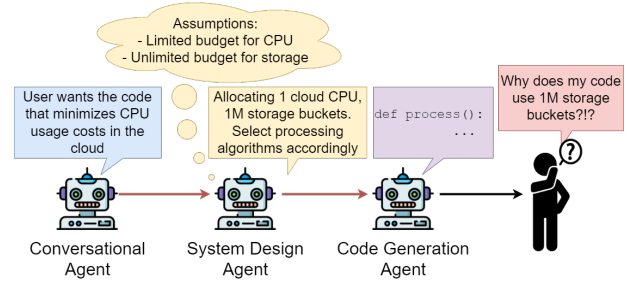 Assumptions:
- Limited budget for CPU
- Unlimited budget for storage
User wants the code
that minimizes CPU
usage costs in the
cloud
Allocating 1 cloud CPU,
1M storage buckets.
Select processing
algorithms accordingly
def process():
...
Why does my code
use 1M storage
buckets?!?
?
Conversational
Agent
System Design
Agent
Code Generation
Agent